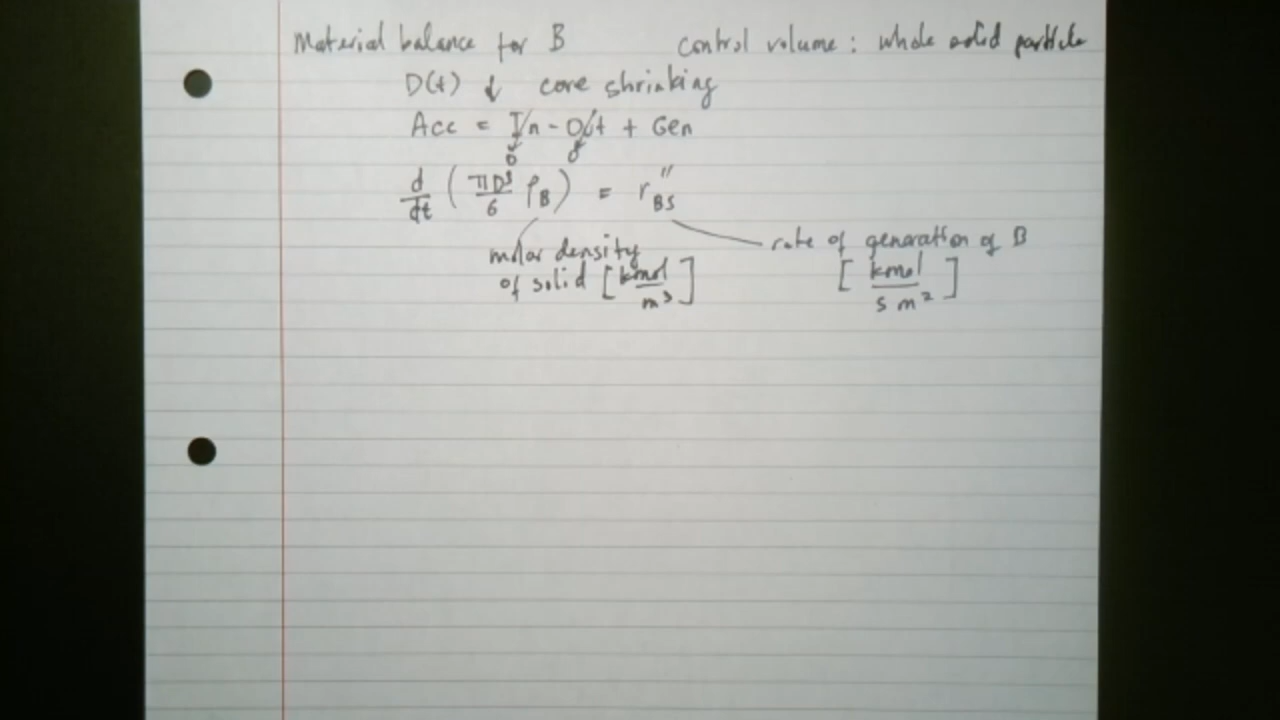 Material balance for B control volume: whole solid particle
D(t) ↓ core shrinking
Acc = In - Out + Gen
0 0
d/dt (πD³/6 ρB) = r''BS
molar density of solid [kmol/m³]
rate of generation of B [kmol/s m²]